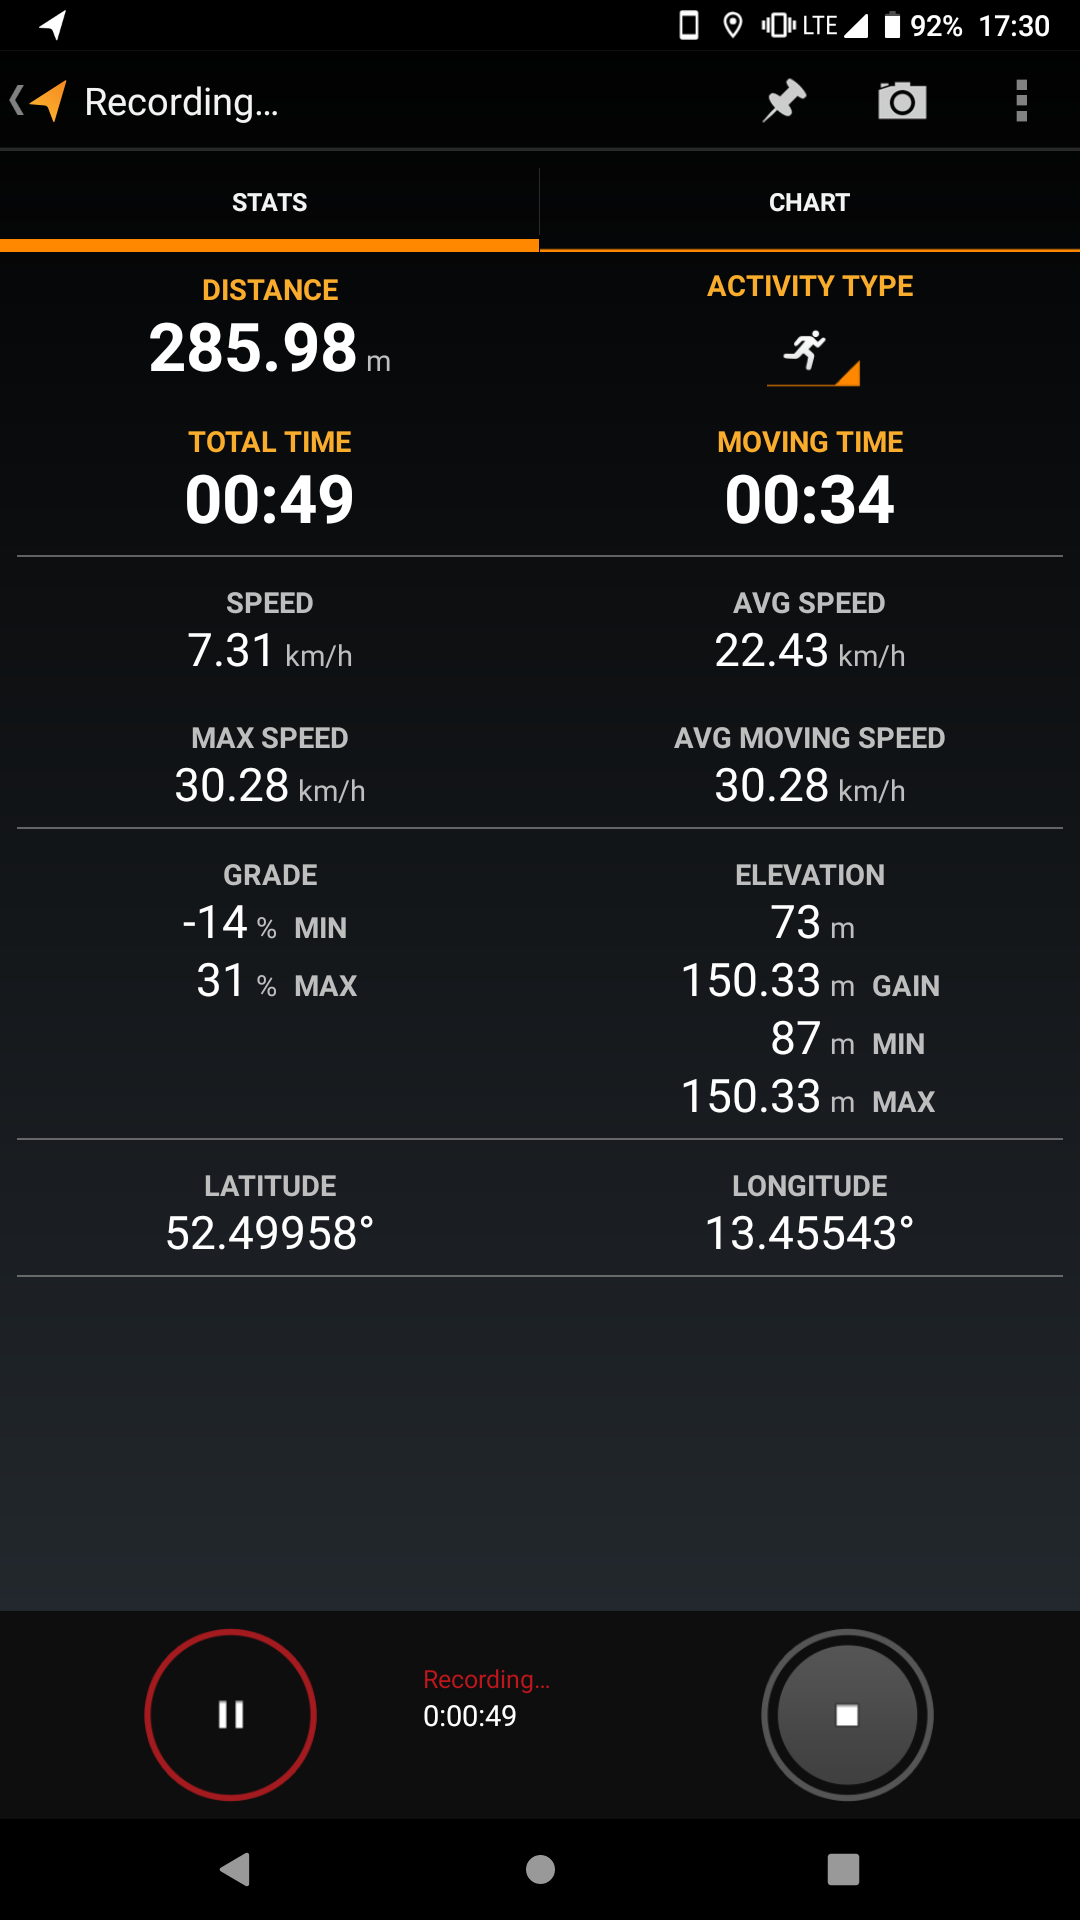 LTE 92% 17:30
Recording...
STATS CHART
DISTANCE ACTIVITY TYPE
285.98 m
TOTAL TIME MOVING TIME
00:49 00:34
SPEED AVG SPEED
7.31 km/h 22.43 km/h
MAX SPEED AVG MOVING SPEED
30.28 km/h 30.28 km/h
GRADE ELEVATION
-14 % MIN 73 m
31 % MAX 150.33 m GAIN
87 m MIN
150.33 m MAX
LATITUDE LONGITUDE
52.49958° 13.45543°
Recording...
0:00:49